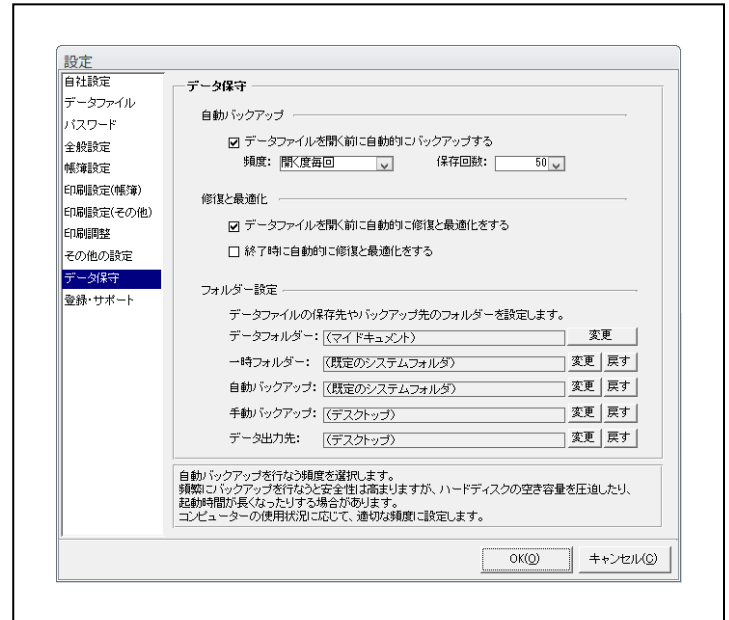 設定
自社設定
データファイル
パスワード
全般設定
帳簿設定
印刷設定(帳簿)
印刷設定(その他)
印刷調整
その他の設定
データ保守
登録・サポート
データ保守
自動バックアップ
データファイルを開く前に自動的にバックアップする
頻度: 開く度毎回 保存回数: 50
修復と最適化
データファイルを開く前に自動的に修復と最適化をする
終了時に自動的に修復と最適化をする
フォルダー設定
データファイルの保存先やバックアップ先のフォルダーを設定します。
データフォルダー: (マイドキュメント) 変更
一時フォルダー: (既定のシステムフォルダ) 変更 戻す
自動バックアップ: (既定のシステムフォルダ) 変更 戻す
手動バックアップ: (デスクトップ) 変更 戻す
データ出力先: (デスクトップ) 変更 戻す
自動バックアップを行なう頻度を選択します。
頻繁にバックアップを行なうと安全性は高まりますが、ハードディスクの空き容量を圧迫したり、
起動時間が長くなったりする場合があります。
コンピューターの使用状況に応じて、適切な頻度に設定します。
OK(O) キャンセル(C)